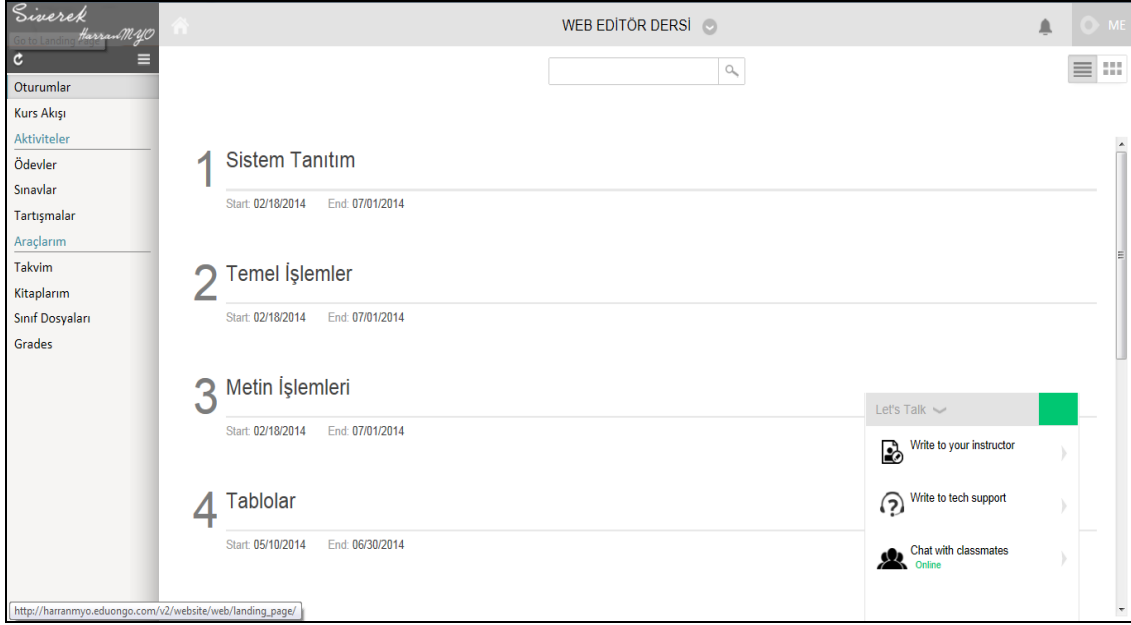 Siverek
HarranMYO
Go to Landing Page
WEB EDİTÖR DERSİ
ME
Oturumlar
Kurs Akışı
Aktiviteler
Ödevler
Sınavlar
Tartışmalar
Araçlarım
Takvim
Kitaplarım
Sınıf Dosyaları
Grades
1 Sistem Tanıtım
Start: 02/18/2014 End: 07/01/2014
2 Temel İşlemler
Start: 02/18/2014 End: 07/01/2014
3 Metin İşlemleri
Start: 02/18/2014 End: 07/01/2014
4 Tablolar
Start: 05/10/2014 End: 06/30/2014
Let's Talk
Write to your instructor
Write to tech support
Chat with classmates
Online
http://harranmyo.eduongo.com/v2/website/web/landing_page/